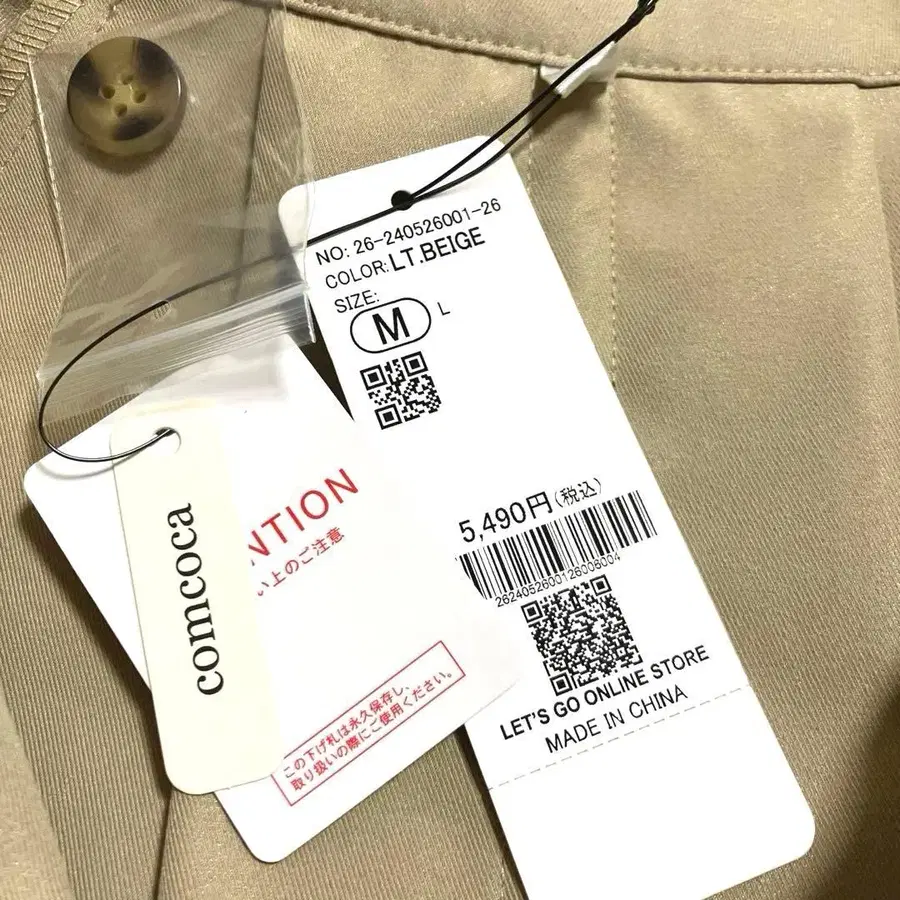 NO: 26-240526001-26
COLOR: LT.BEIGE
SIZE:
M L
5,490円(税込)
2624052600126008004
LET'S GO ONLINE STORE
MADE IN CHINA
comcoca
NTION
い上のご注意
この下げ札は永久保存し、
取り扱いの際にご使用ください。